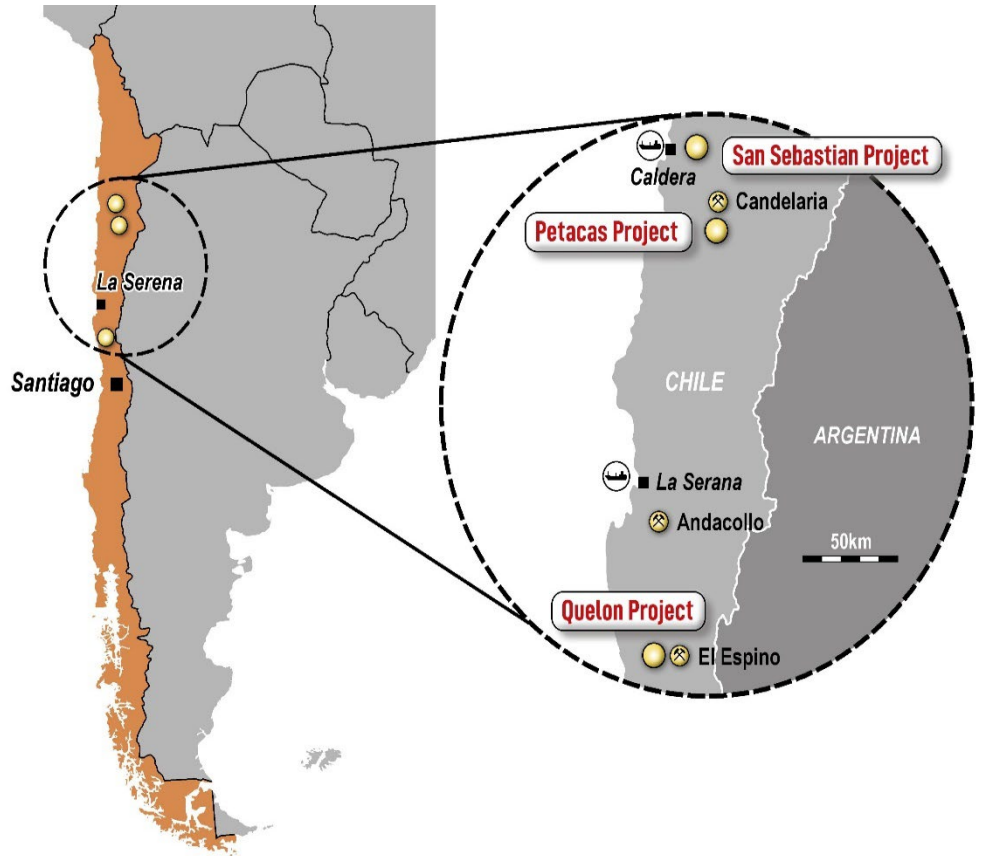 La Serena
Santiago
San Sebastian Project
Caldera
Candelaria
Petacas Project
CHILE
ARGENTINA
La Serana
Andacollo
50km
Quelon Project
El Espino